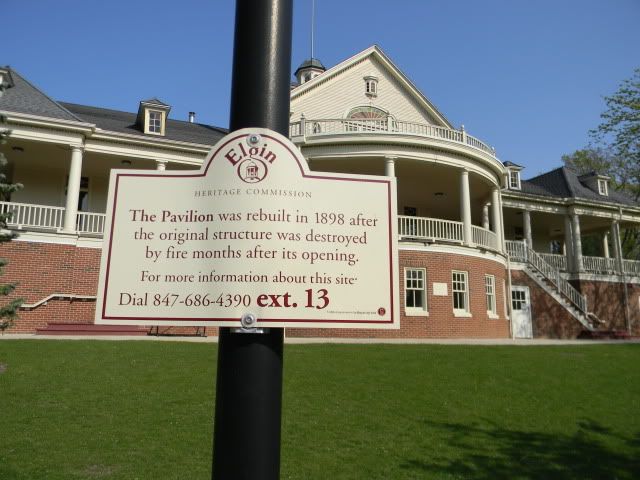 Elgin
HERITAGE COMMISSION
The Pavilion was rebuilt in 1898 after
the original structure was destroyed
by fire months after its opening.
For more information about this site
Dial 847-686-4390 ext. 13